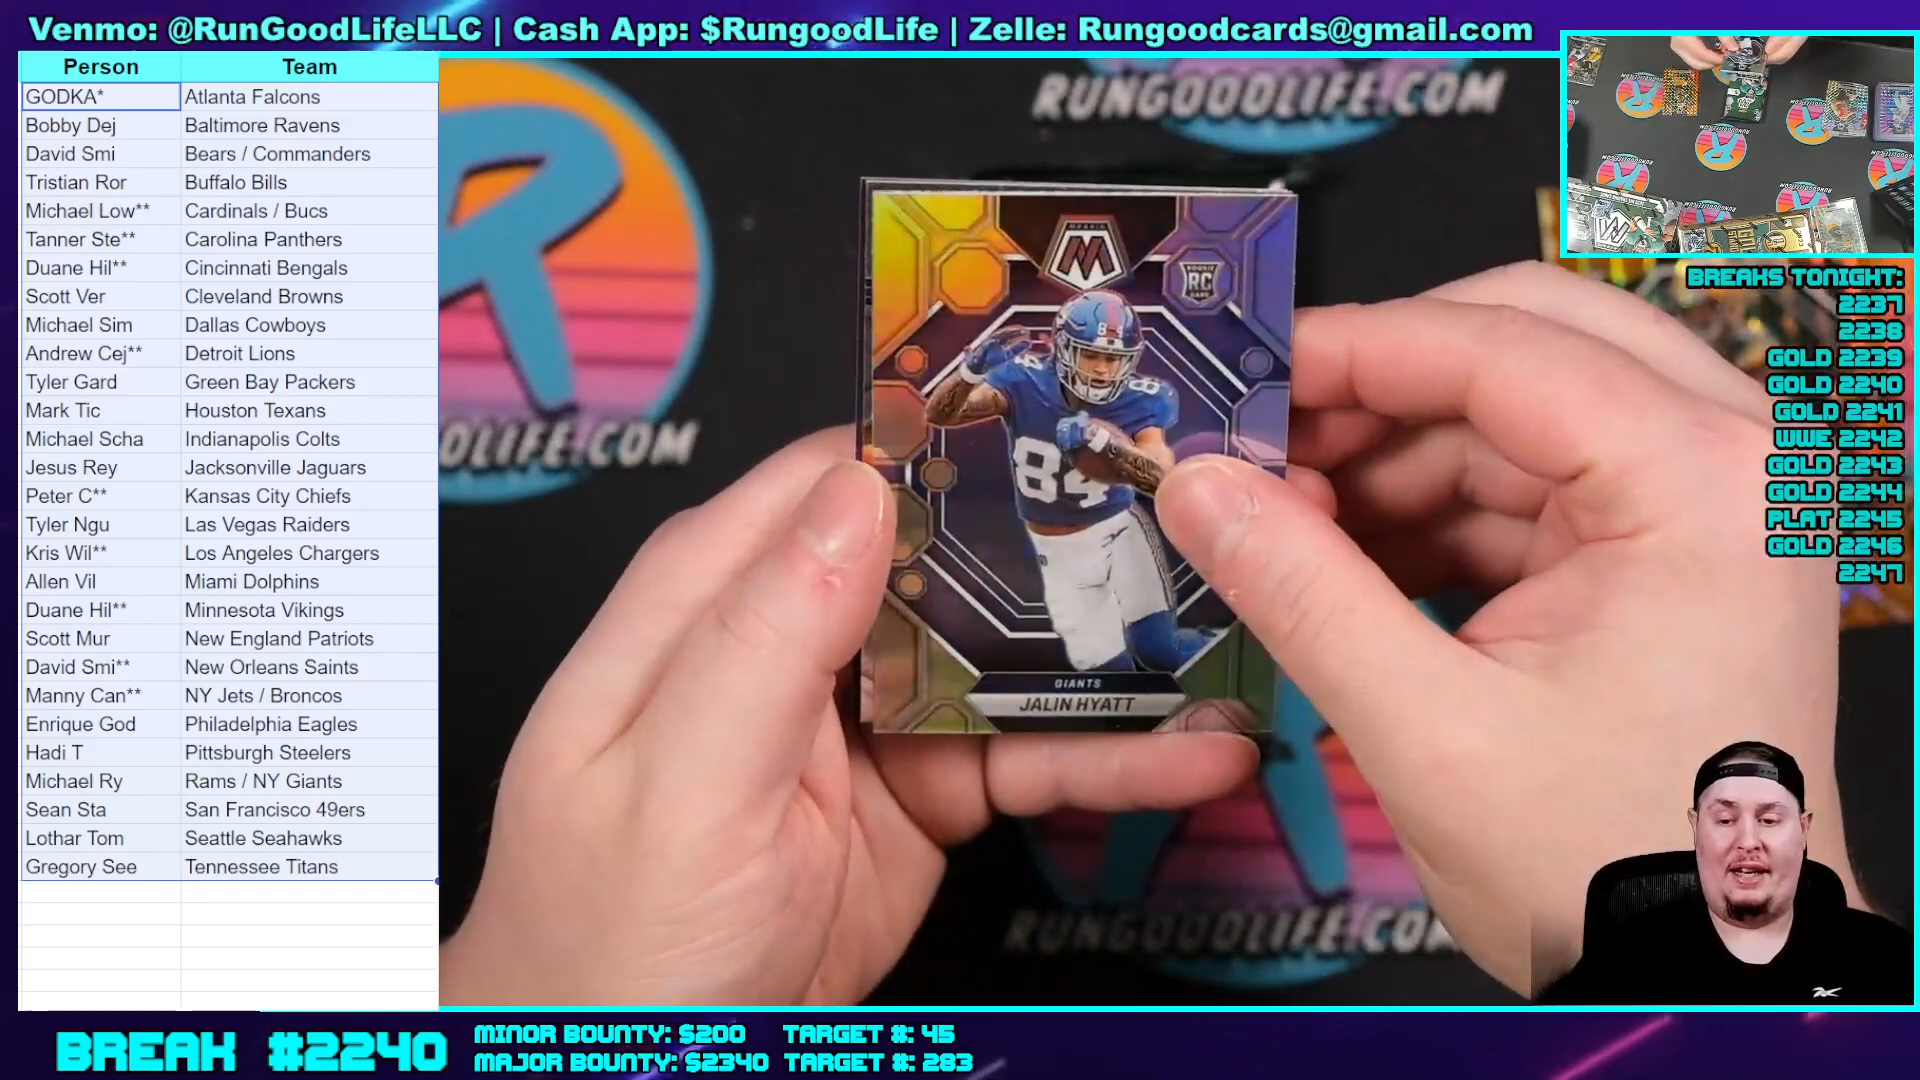 Venmo: @RunGoodLifeLLC | Cash App: $RungoodLife | Zelle: Rungoodcards@gmail.com
Person Team
GODKA* Atlanta Falcons
Bobby Dej Baltimore Ravens
David Smi Bears / Commanders
Tristian Ror Buffalo Bills
Michael Low** Cardinals / Bucs
Tanner Ste** Carolina Panthers
Duane Hil** Cincinnati Bengals
Scott Ver Cleveland Browns
Michael Sim Dallas Cowboys
Andrew Cej** Detroit Lions
Tyler Gard Green Bay Packers
Mark Tic Houston Texans
Michael Scha Indianapolis Colts
Jesus Rey Jacksonville Jaguars
Peter C** Kansas City Chiefs
Tyler Ngu Las Vegas Raiders
Kris Wil** Los Angeles Chargers
Allen Vil Miami Dolphins
Duane Hil** Minnesota Vikings
Scott Mur New England Patriots
David Smi** New Orleans Saints
Manny Can** NY Jets / Broncos
Enrique God Philadelphia Eagles
Hadi T Pittsburgh Steelers
Michael Ry Rams / NY Giants
Sean Sta San Francisco 49ers
Lothar Tom Seattle Seahawks
Gregory See Tennessee Titans
RUNGOODLIFE.COM
OLIFE.COM
MOSAIC
RC
84
84
GIANTS
JALIN HYATT
RUNGOODLIFE.COM
BREAKS TONIGHT:
2237
2238
GOLD 2239
GOLD 2240
GOLD 2241
WWE 2242
GOLD 2243
GOLD 2244
PLAT 2245
GOLD 2246
2247
BREAK #2240
MINOR BOUNTY: $200 TARGET #: 45
MAJOR BOUNTY: $2340 TARGET #: 283